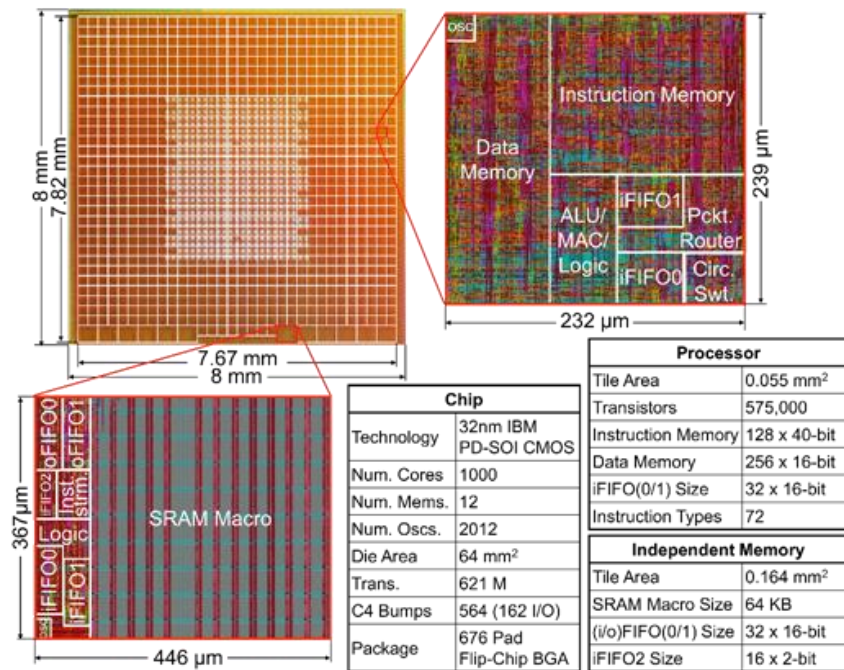 8 mm
7.82 mm
7.67 mm
8 mm
osc
Instruction Memory
Data
Memory
ALU/
MAC/
Logic
iFIFO1
iFIFO0
Pckt.
Router
Circ.
Swt.
239 µm
232 µm
oFIFO0
oFIFO1
iFIFO2
Inst.
strm.
Logic
iFIFO0
iFIFO1
osc
SRAM Macro
367µm
446 µm
Chip
Technology 32nm IBM PD-SOI CMOS
Num. Cores 1000
Num. Mems. 12
Num. Oscs. 2012
Die Area 64 mm²
Trans. 621 M
C4 Bumps 564 (162 I/O)
Package 676 Pad Flip-Chip BGA
Processor
Tile Area 0.055 mm²
Transistors 575,000
Instruction Memory 128 x 40-bit
Data Memory 256 x 16-bit
iFIFO(0/1) Size 32 x 16-bit
Instruction Types 72
Independent Memory
Tile Area 0.164 mm²
SRAM Macro Size 64 KB
(i/o)FIFO(0/1) Size 32 x 16-bit
iFIFO2 Size 16 x 2-bit